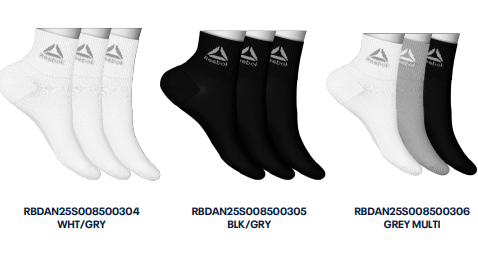 Reebok
Reebok
Reebok
RBDAN25S008500304
WHT/GRY
RBDAN25S008500305
BLK/GRY
RBDAN25S008500306
GREY MULTI